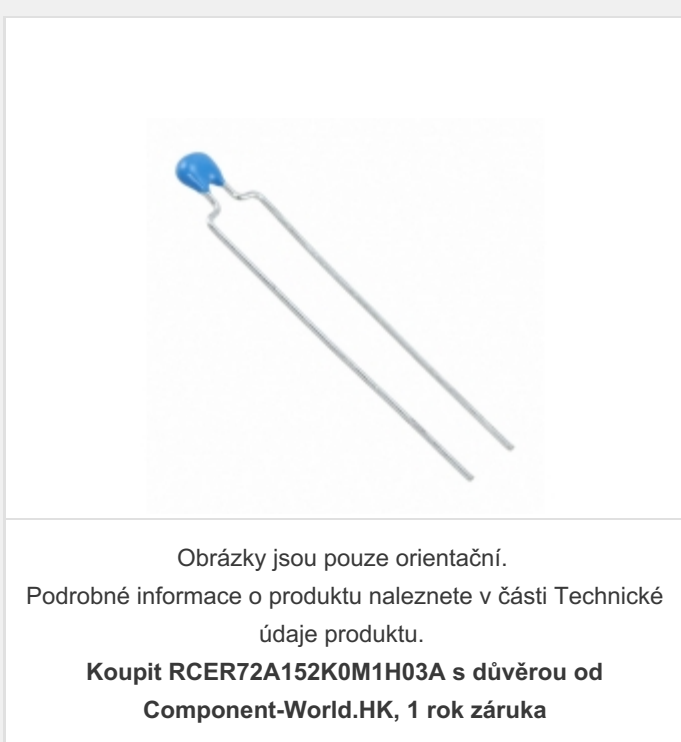 Obrázky jsou pouze orientační.
Podrobné informace o produktu naleznete v části Technické
údaje produktu.
Koupit RCER72A152K0M1H03A s důvěrou od
Component-World.HK, 1 rok záruka